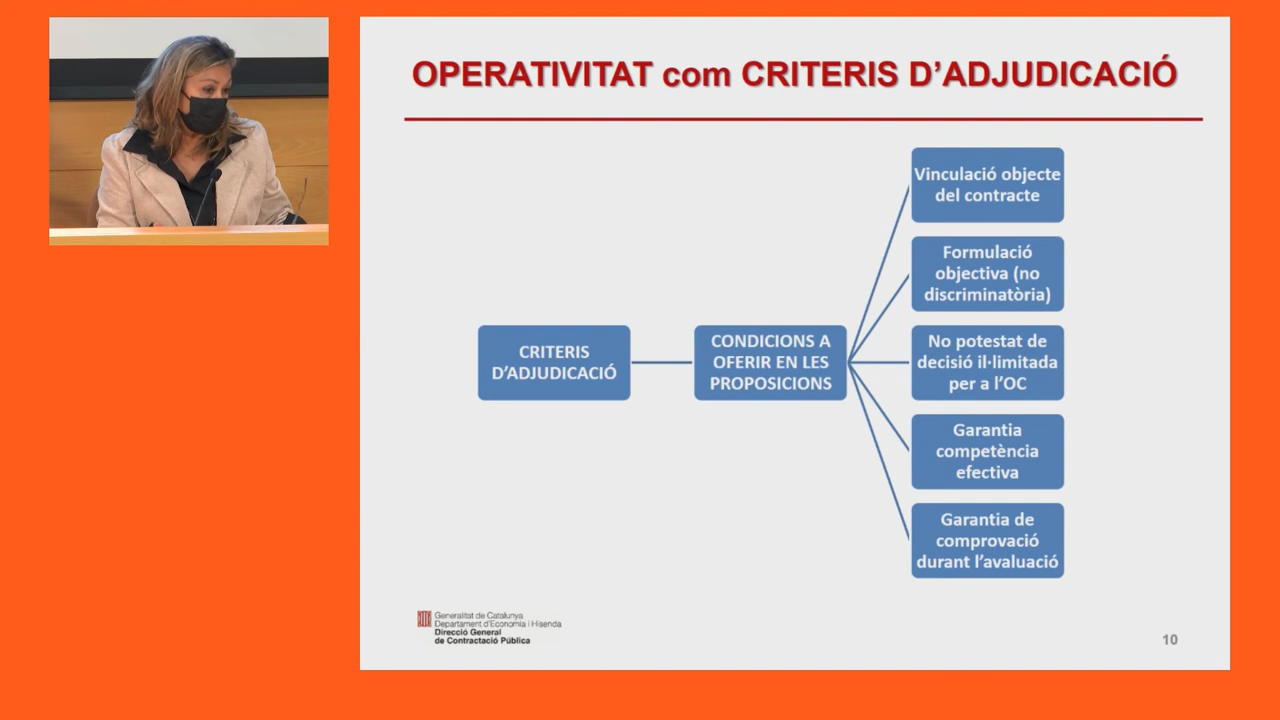 OPERATIVITAT com CRITERIS D’ADJUDICACIÓ
CRITERIS
D’ADJUDICACIÓ
CONDICIONS A
OFERIR EN LES
PROPOSICIONS
Vinculació objecte
del contracte
Formulació
objectiva (no
discriminatòria)
No potestat de
decisió il·limitada
per a l’OC
Garantia
competència
efectiva
Garantia de
comprovació
durant l’avaluació
Generalitat de Catalunya
Departament d’Economia i Hisenda
Direcció General
de Contractació Pública
10